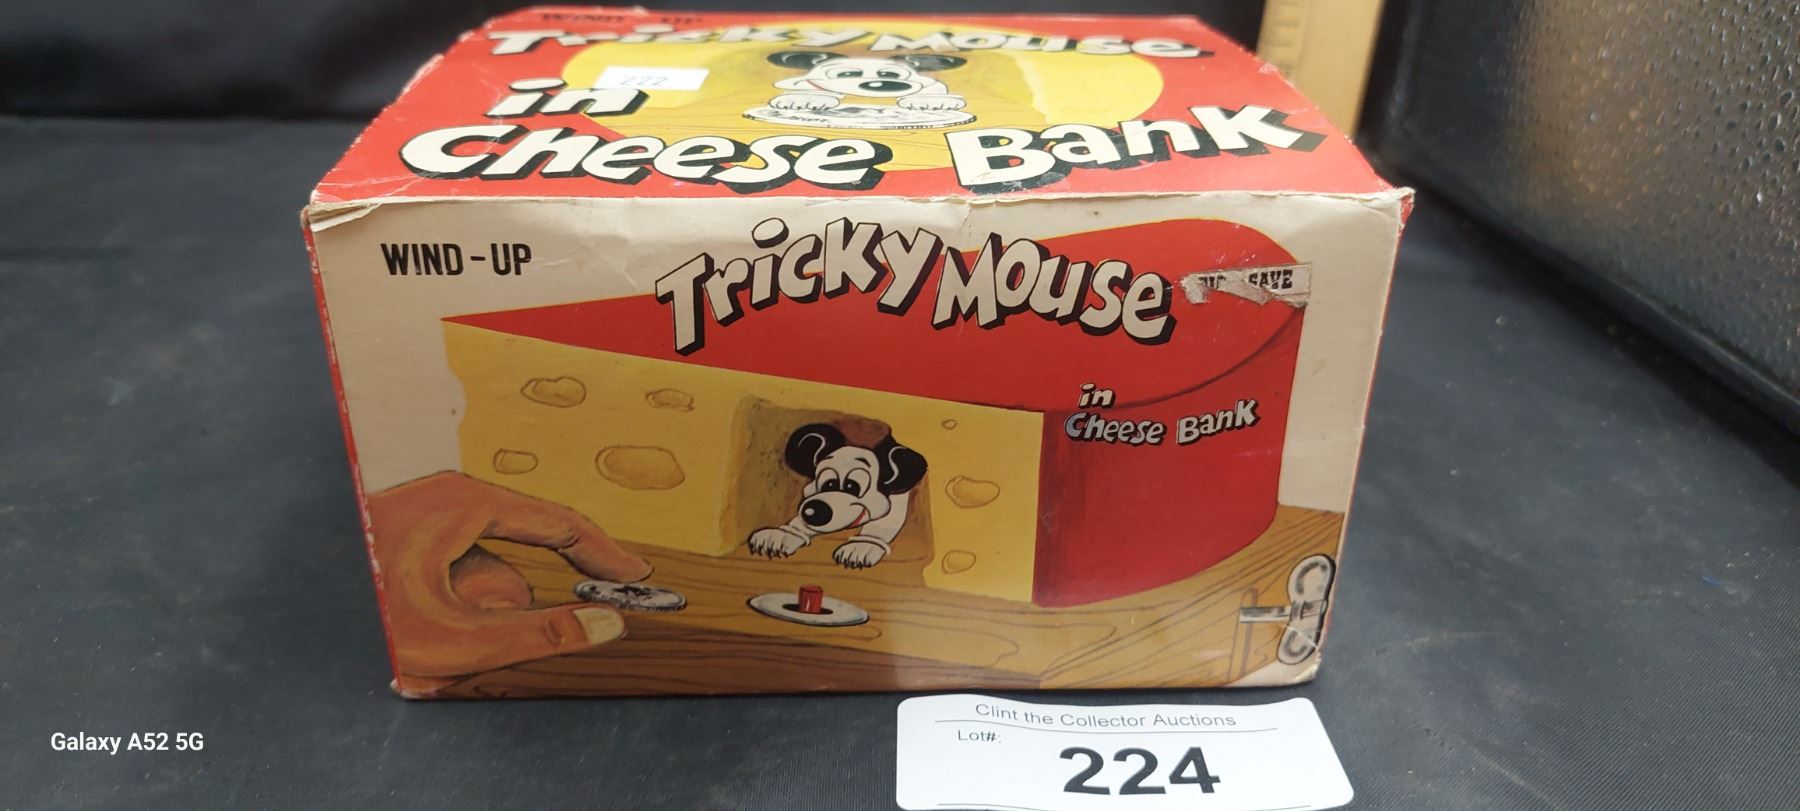 WIND-UP
Tricky Mouse
in
222
Cheese Bank
WIND-UP
Tricky Mouse
SAVE
in
Cheese Bank
Clint the Collector Auctions
Lot#:
224
Galaxy A52 5G